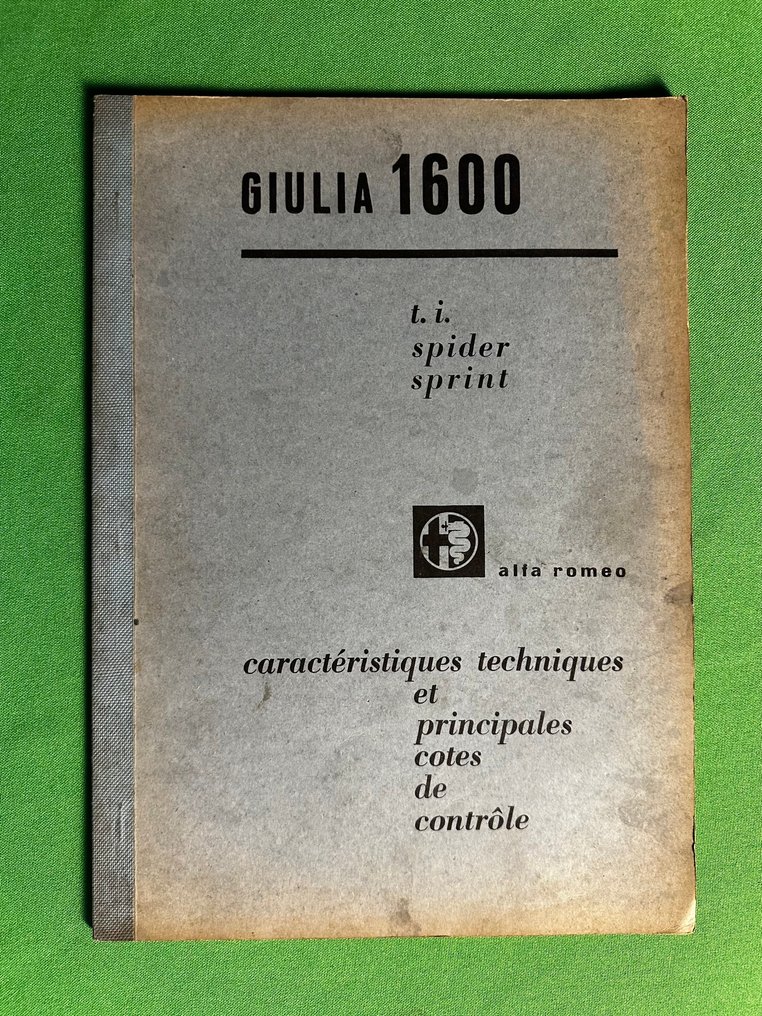 GIULIA 1600
t. i.
spider
sprint
alfa romeo
caractéristiques techniques
et
principales
cotes
de
contrôle